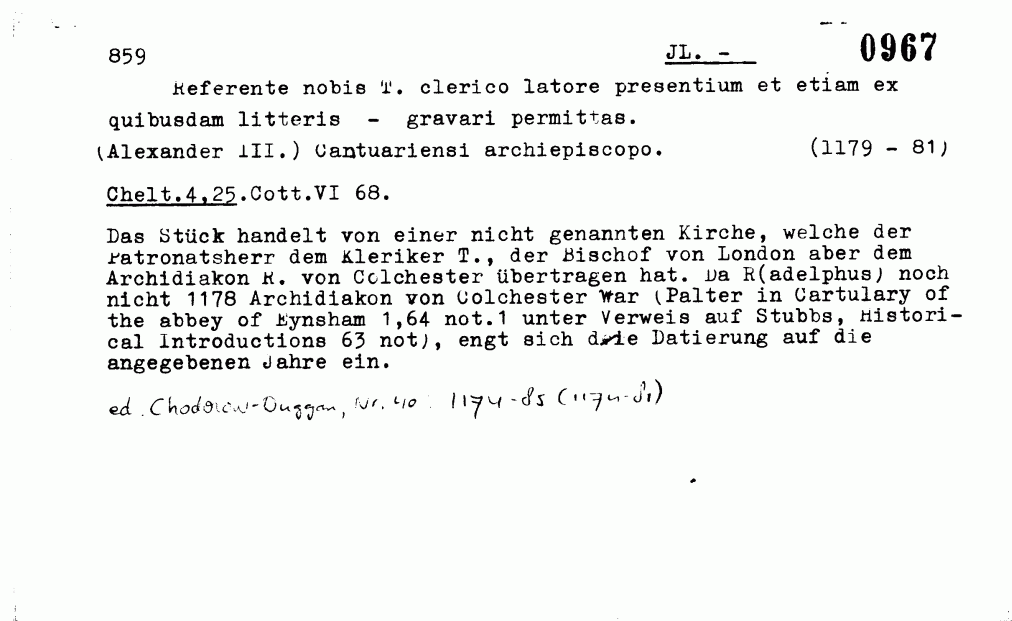 859 JL. - 0967
Referente nobis T. clerico latore presentium et etiam ex
quibusdam litteris - gravari permittas.
(Alexander III.) Cantuariensi archiepiscopo. (1179 - 81)
Chelt.4,25.Cott.VI 68.
Das Stück handelt von einer nicht genannten Kirche, welche der
Patronatsherr dem Kleriker T., der Bischof von London aber dem
Archidiakon R. von Colchester übertragen hat. Da R(adelphus) noch
nicht 1178 Archidiakon von Colchester war (Palter in Cartulary of
the abbey of Eynsham 1,64 not.1 unter Verweis auf Stubbs, Histori-
cal Introductions 63 not), engt sich die Datierung auf die
angegebenen Jahre ein.
ed. Chodorow-Duggan, Nr. 40: 1174-85 (1174-81)